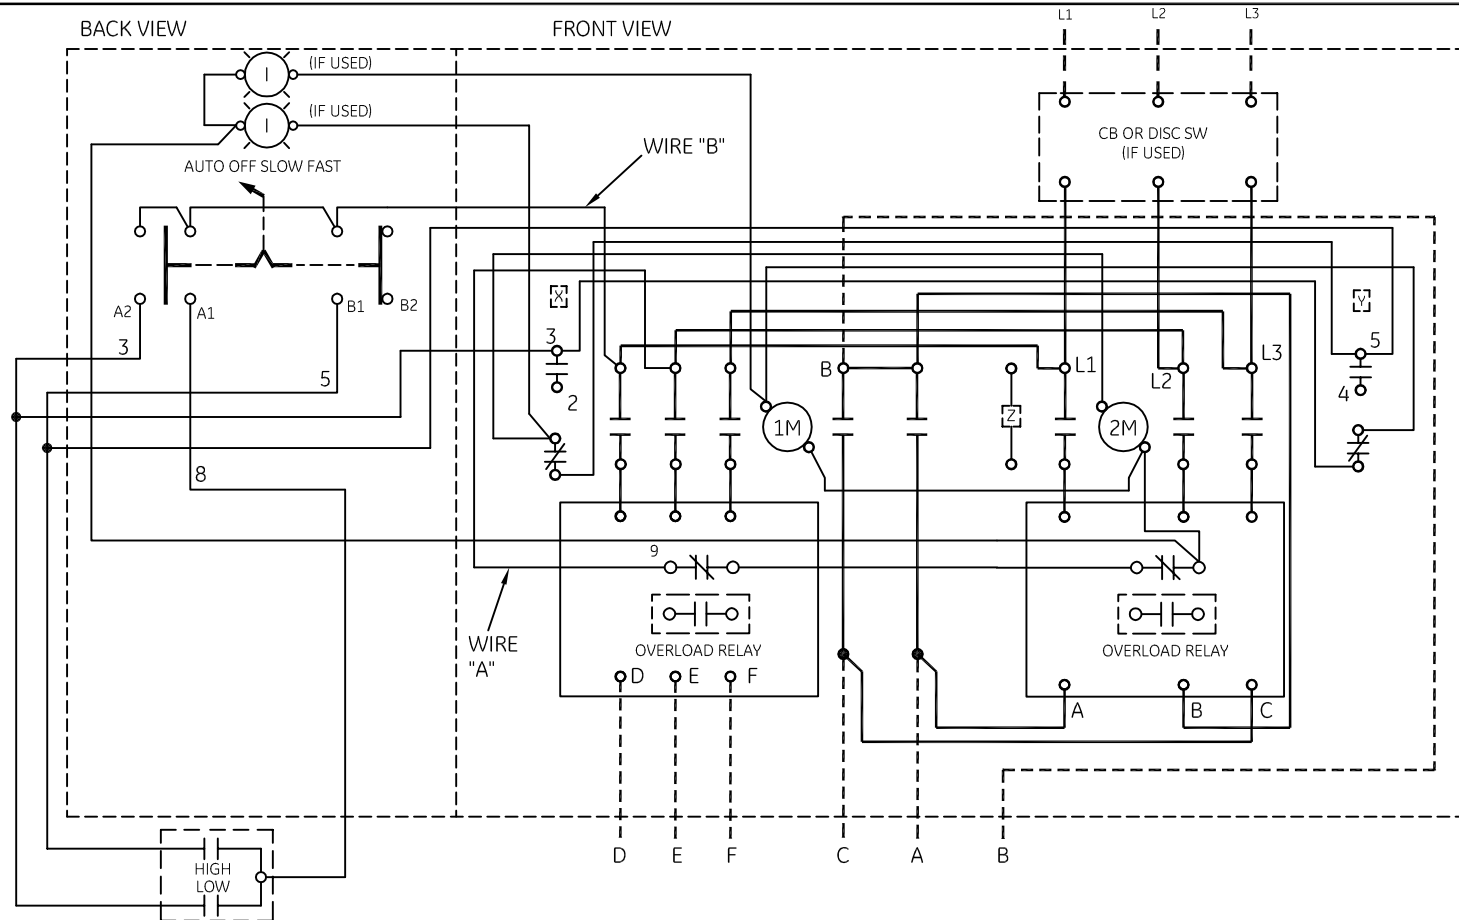 BACK VIEW
FRONT VIEW
L1
L2
L3
(IF USED)
I
(IF USED)
I
CB OR DISC SW
(IF USED)
WIRE "B"
AUTO OFF SLOW FAST
A2
A1
B1
B2
X
Y
3
5
3
5
2
4
B
L1
L2
L3
Z
1M
2M
8
9
WIRE
"A"
OVERLOAD RELAY
OVERLOAD RELAY
D
E
F
A
B
C
D
E
F
C
A
B
HIGH
LOW